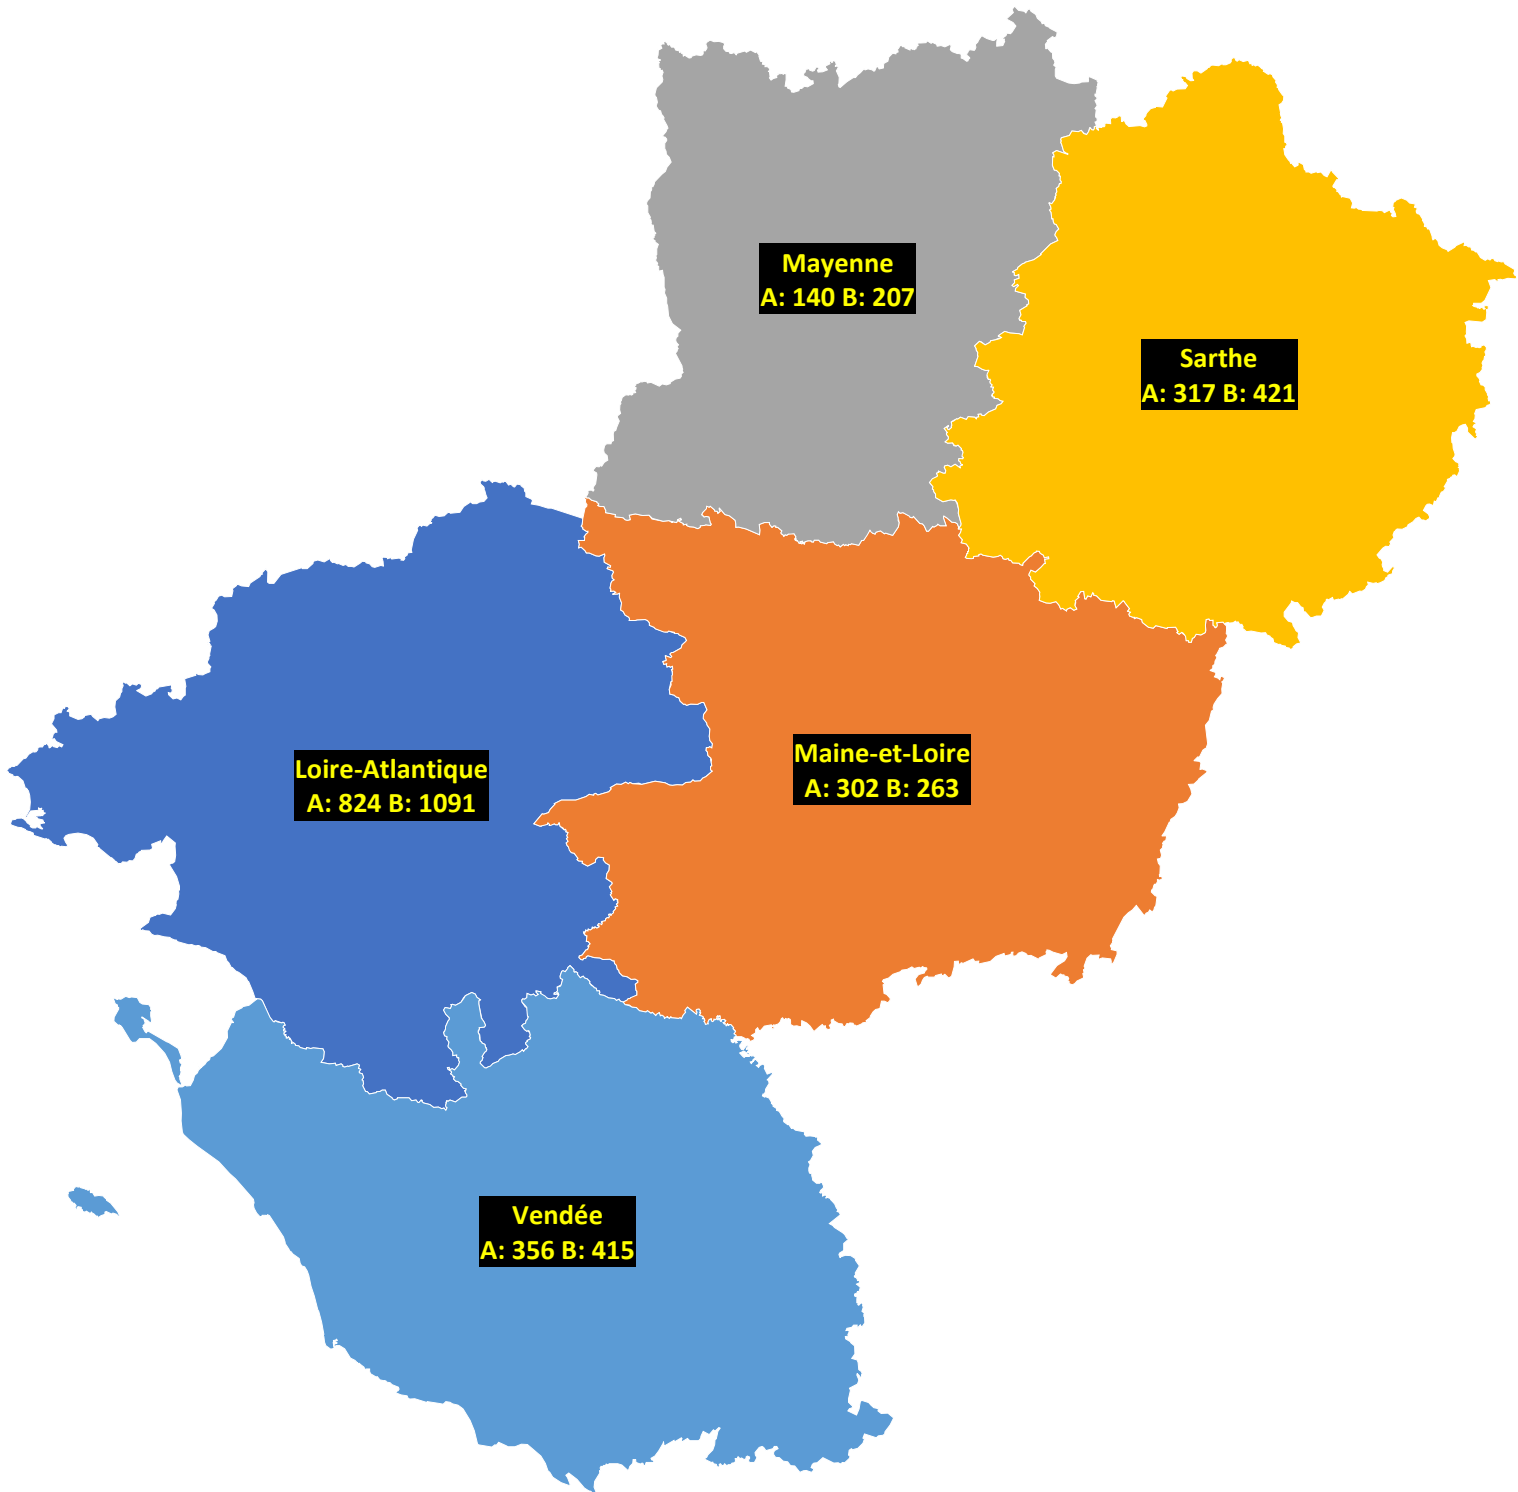 Mayenne
A: 140 B: 207
Sarthe
A: 317 B: 421
Loire-Atlantique
A: 824 B: 1091
Maine-et-Loire
A: 302 B: 263
Vendée
A: 356 B: 415